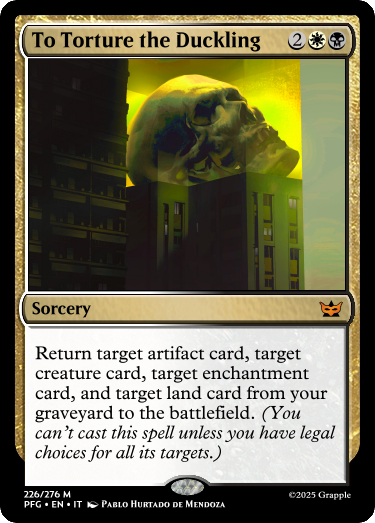 To Torture the Duckling 2
Sorcery
Return target artifact card, target
creature card, target enchantment
card, and target land card from your
graveyard to the battlefield. (You
can't cast this spell unless you have legal
choices for all its targets.)
226/276 M
PFG • EN • IT Pablo Hurtado de Mendoza
©2025 Grapple